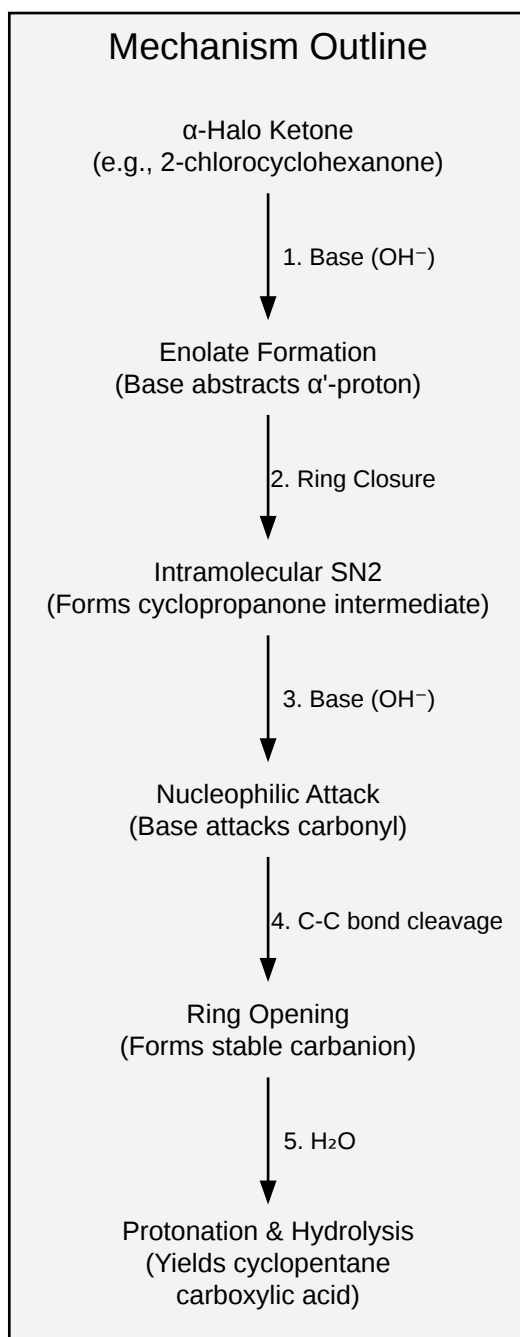 Mechanism Outline
α-Halo Ketone
(e.g., 2-chlorocyclohexanone)
1. Base (OH⁻)
Enolate Formation
(Base abstracts α'-proton)
2. Ring Closure
Intramolecular SN2
(Forms cyclopropanone intermediate)
3. Base (OH⁻)
Nucleophilic Attack
(Base attacks carbonyl)
4. C-C bond cleavage
Ring Opening
(Forms stable carbanion)
5. H₂O
Protonation & Hydrolysis
(Yields cyclopentane
carboxylic acid)